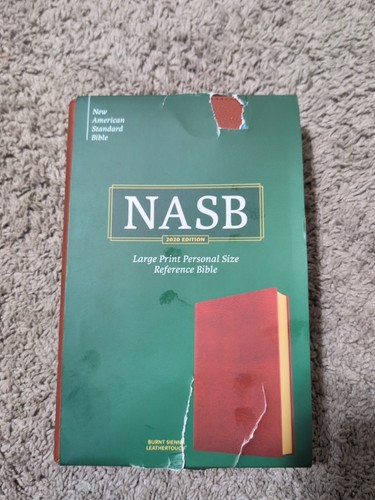 New
American
Standard
Bible
NASB
2020 EDITION
Large Print Personal Size
Reference Bible
BURNT SIENNA
LEATHERTOUCH